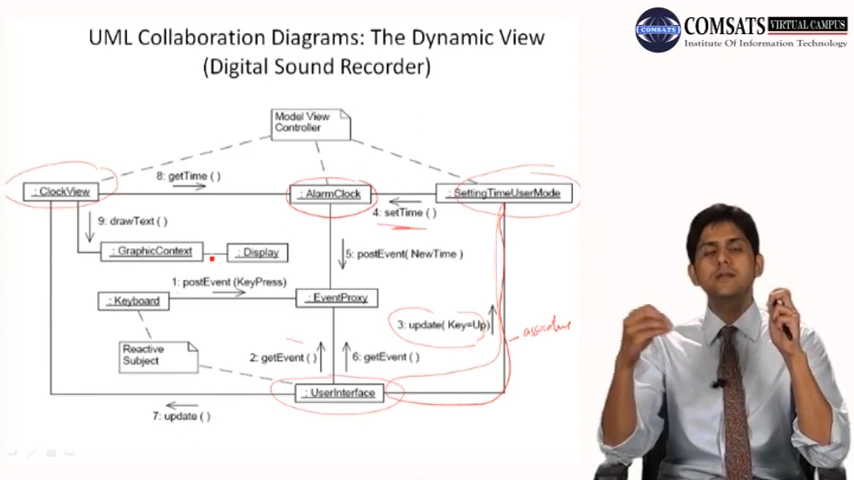 COMSATS
COMSATS VIRTUAL CAMPUS
Institute Of Information Technology
UML Collaboration Diagrams: The Dynamic View
(Digital Sound Recorder)
Model View
Controller
8: getTime ( )
: ClockView
: AlarmClock
: SettingTimeUserMode
4: setTime ( )
9: drawText ( )
: GraphicContext
: Display
5: postEvent( NewTime )
1: postEvent (KeyPress)
: Keyboard
: EventProxy
3: update( Key=Up)
Reactive
Subject
2: getEvent ( )
6: getEvent ( )
: UserInterface
7: update ( )